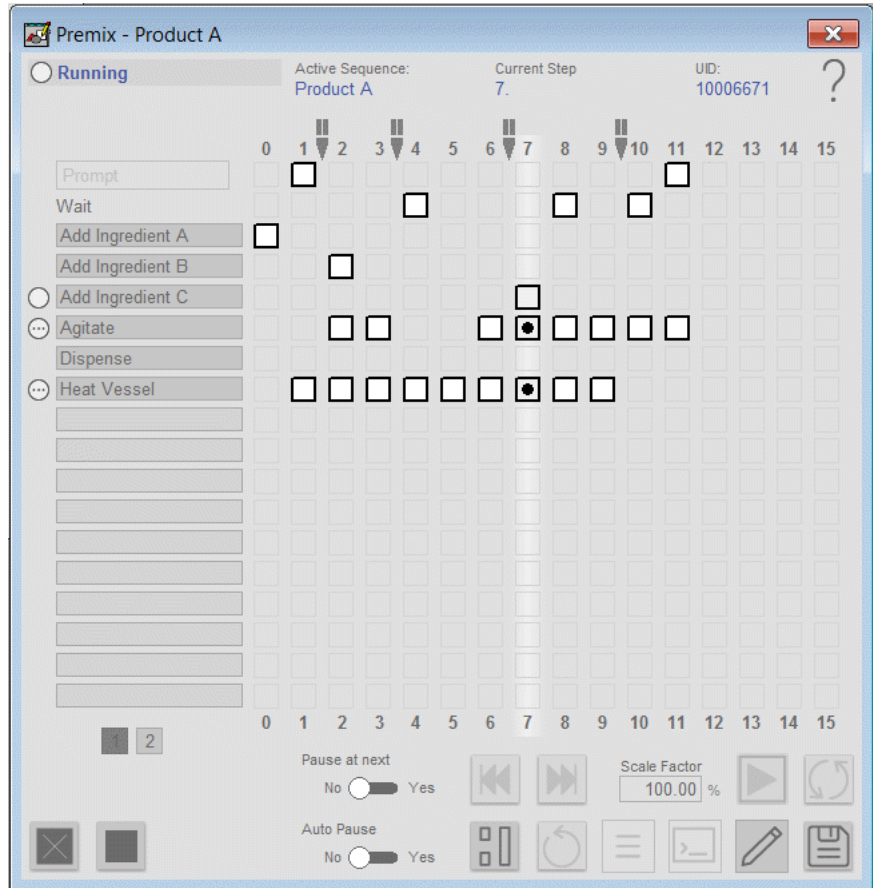 Premix - Product A
Running
Active Sequence: Current Step UID:
Product A 7. 10006671
?
0 1 2 3 4 5 6 7 8 9 10 11 12 13 14 15
Prompt
Wait
Add Ingredient A
Add Ingredient B
Add Ingredient C
Agitate
Dispense
Heat Vessel
0 1 2 3 4 5 6 7 8 9 10 11 12 13 14 15
1 2
Pause at next
No Yes
Scale Factor
100.00 %
Auto Pause
No Yes